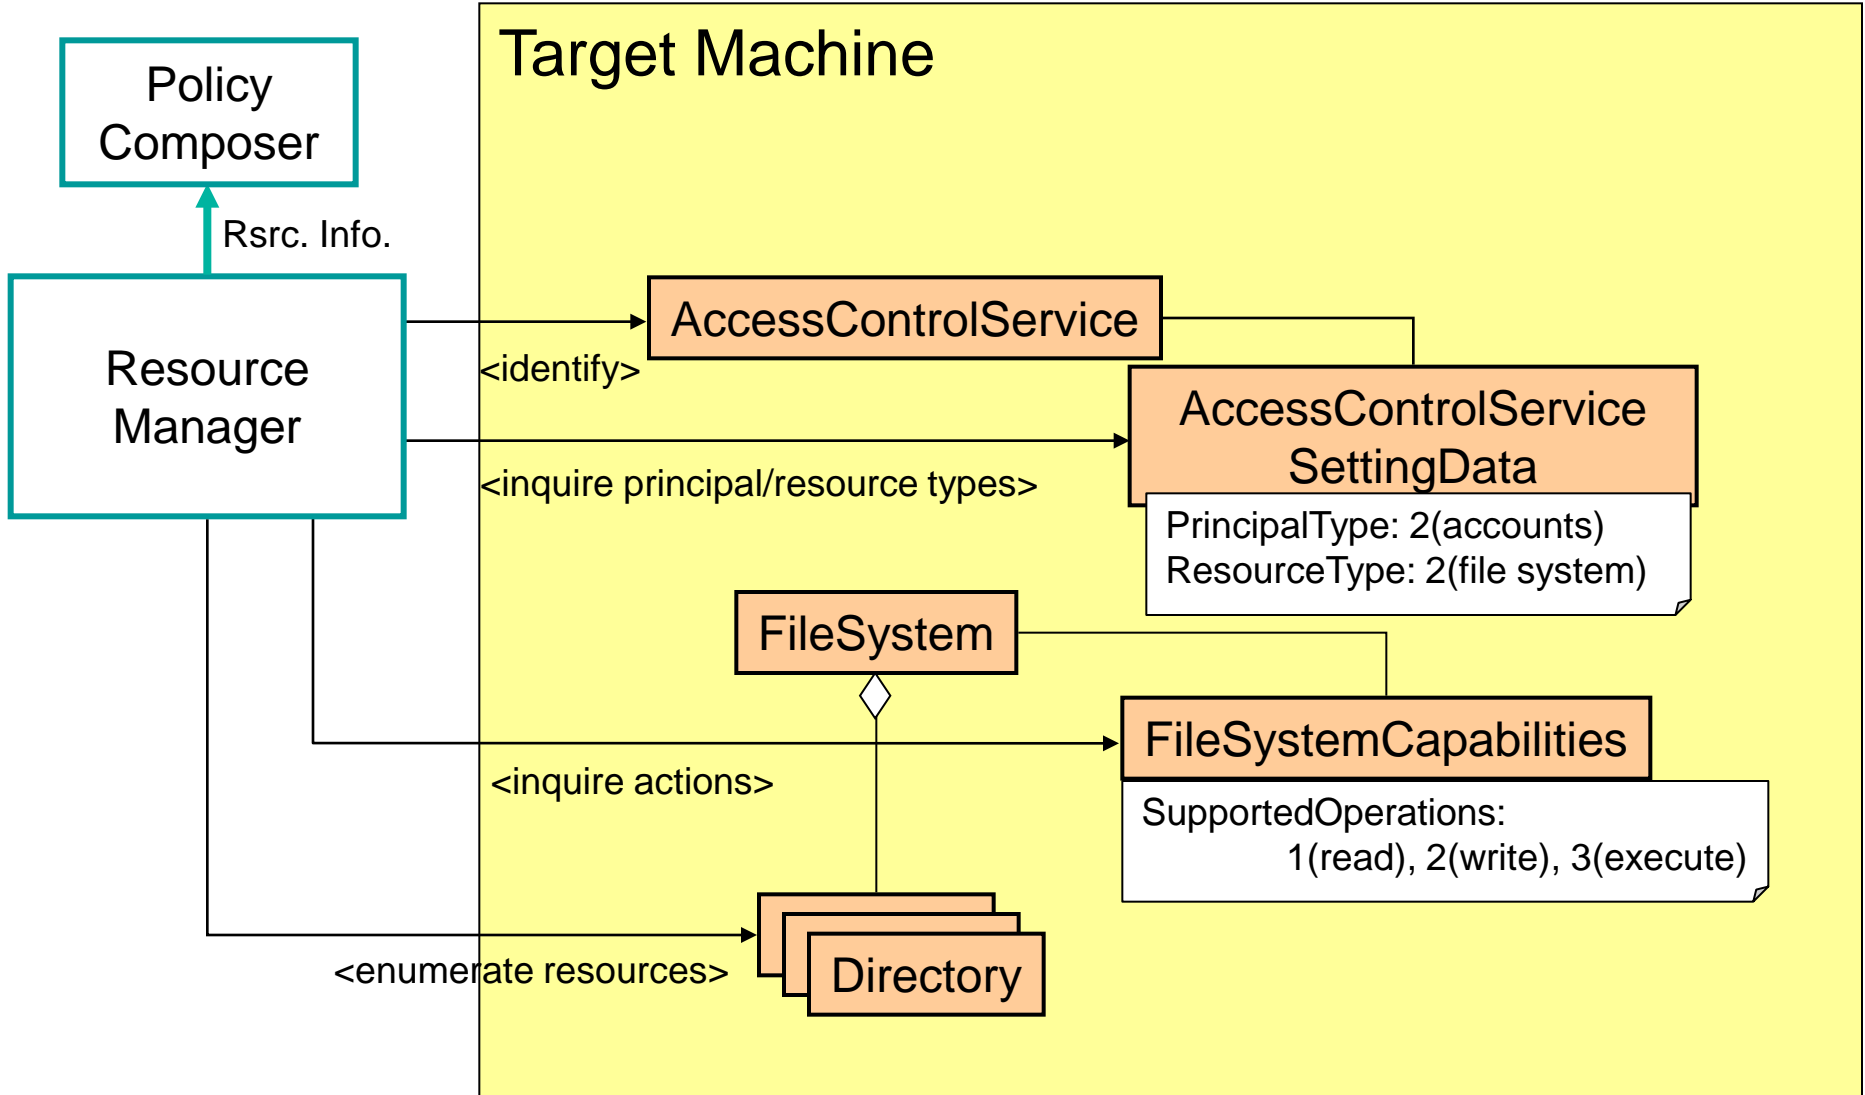 Target Machine
Policy
Composer
Rsrc. Info.
Resource
Manager
AccessControlService
<identify>
AccessControlService
SettingData
<inquire principal/resource types>
PrincipalType: 2(accounts)
ResourceType: 2(file system)
FileSystem
FileSystemCapabilities
<inquire actions>
SupportedOperations:
1(read), 2(write), 3(execute)
<enumerate resources>
Directory